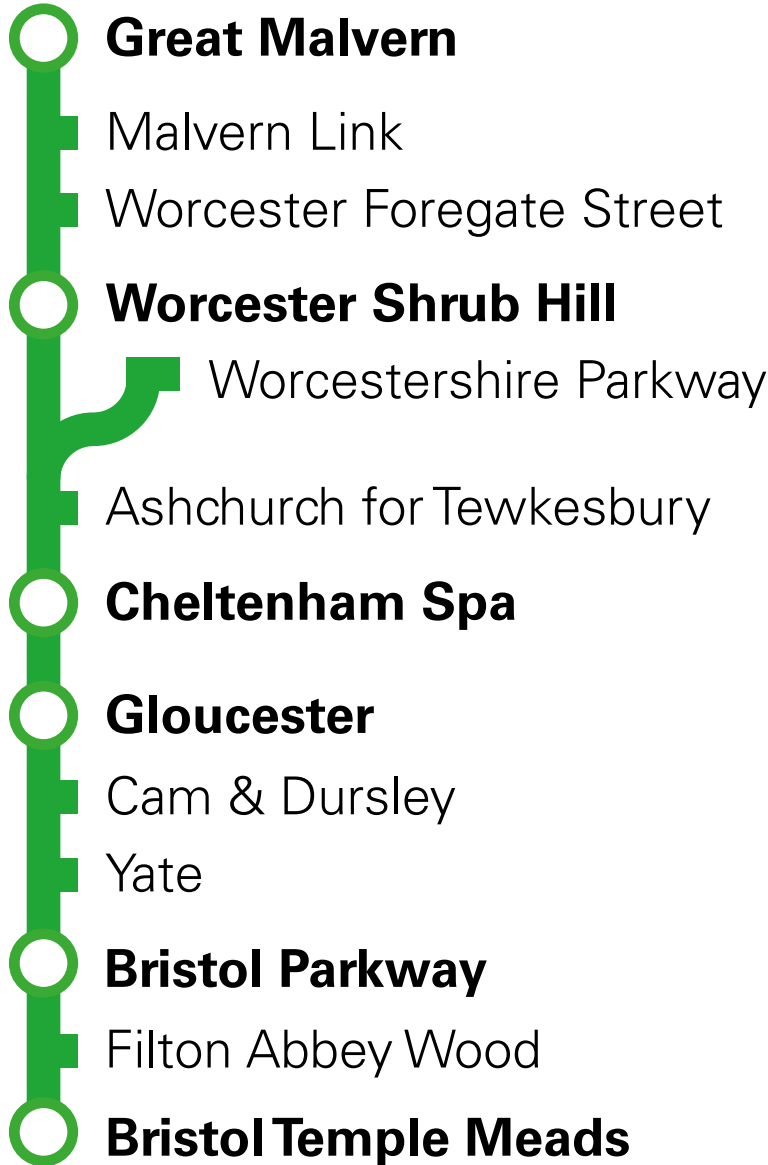 Great Malvern
Malvern Link
Worcester Foregate Street
Worcester Shrub Hill
Worcestershire Parkway
Ashchurch for Tewkesbury
Cheltenham Spa
Gloucester
Cam & Dursley
Yate
Bristol Parkway
Filton Abbey Wood
Bristol Temple Meads